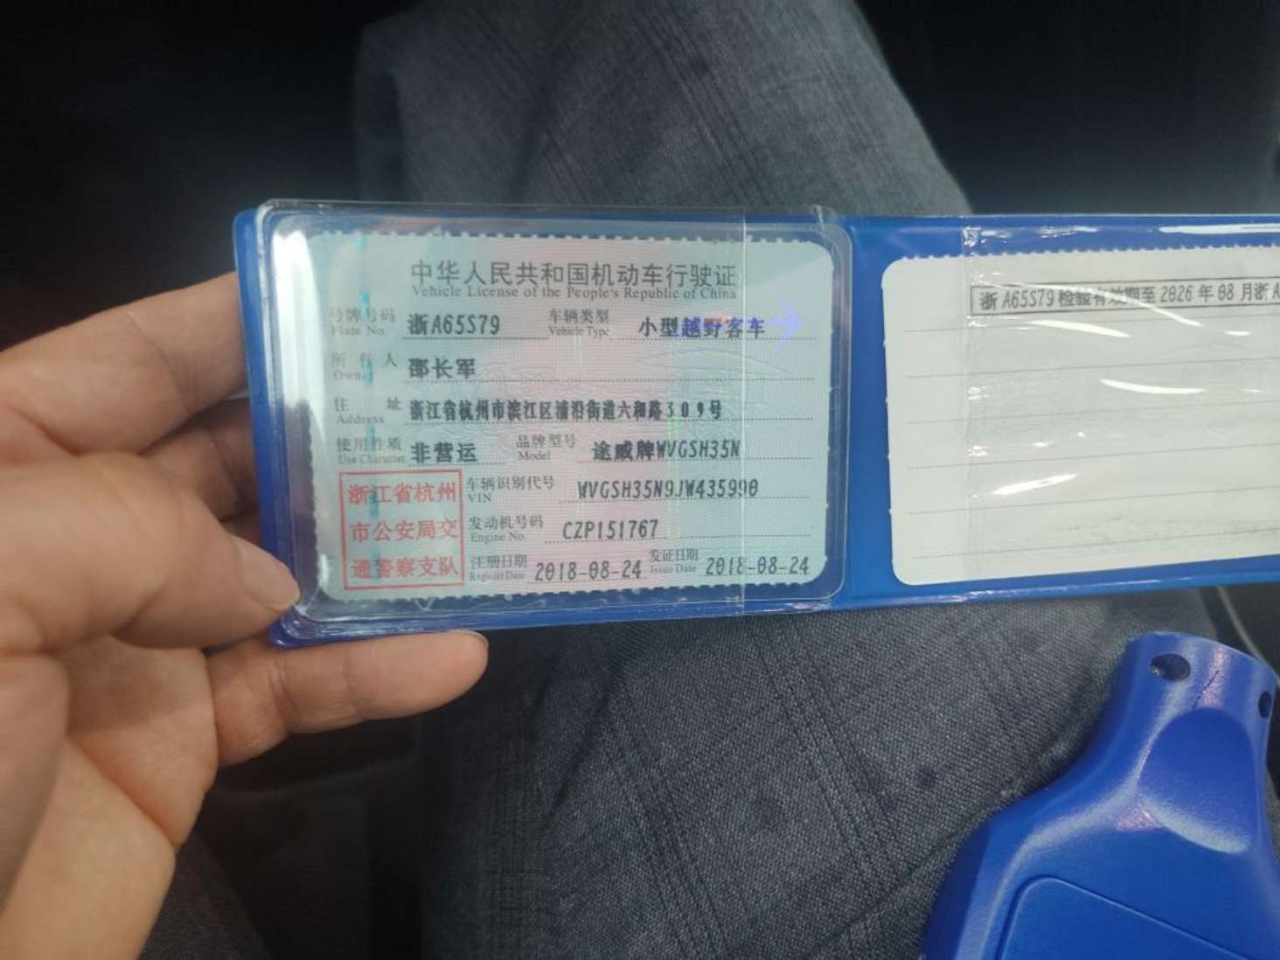 中华人民共和国机动车行驶证
Vehicle License of the People's Republic of China
号牌号码 浙A65S79 车辆类型 小型越野客车
Plate No. Vehicle Type
所有人 邵长军
Owner
住址 浙江省杭州市滨江区浦沿街道六和路309号
Address
使用性质 非营运 品牌型号 途威牌WVGSH35N
Use Character Model
浙江省杭州
市公安局交
通警察支队
车辆识别代号 WVGSH35N9JW435990
VIN
发动机号码 CZP151767
Engine No.
注册日期 2018-08-24 发证日期 2018-08-24
Register Date Issue Date
浙A65S79检验有效期至2026年08月浙A